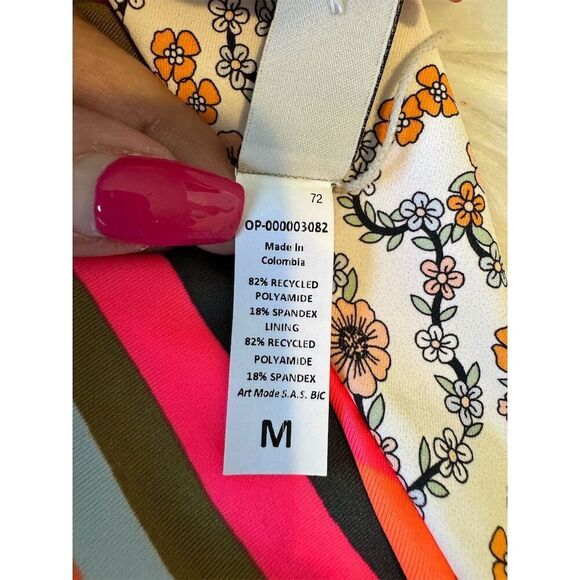 72
OP-000003082
Made In
Colombia
82% RECYCLED
POLYAMIDE
18% SPANDEX
LINING
82% RECYCLED
POLYAMIDE
18% SPANDEX
Art Mode S.A.S. BIC
M